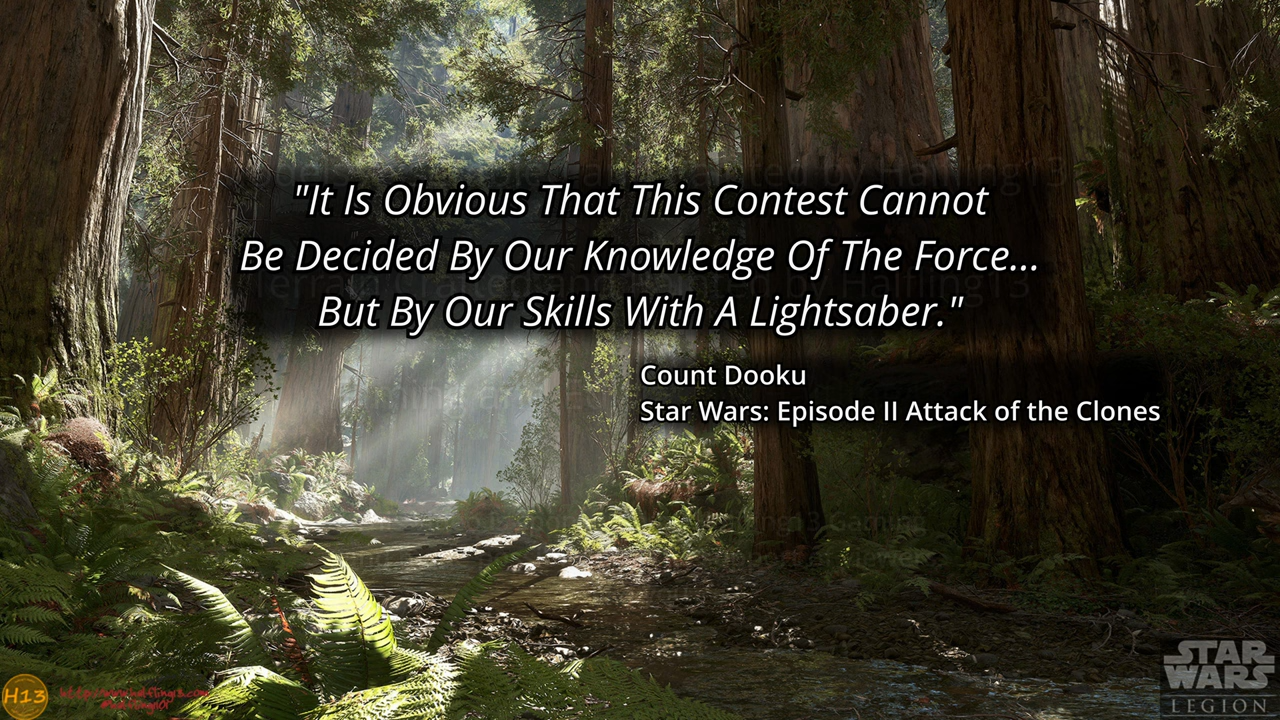 "It Is Obvious That This Contest Cannot
Be Decided By Our Knowledge Of The Force...
But By Our Skills With A Lightsaber."
Count Dooku
Star Wars: Episode II Attack of the Clones
H13
STAR
WARS
LEGION